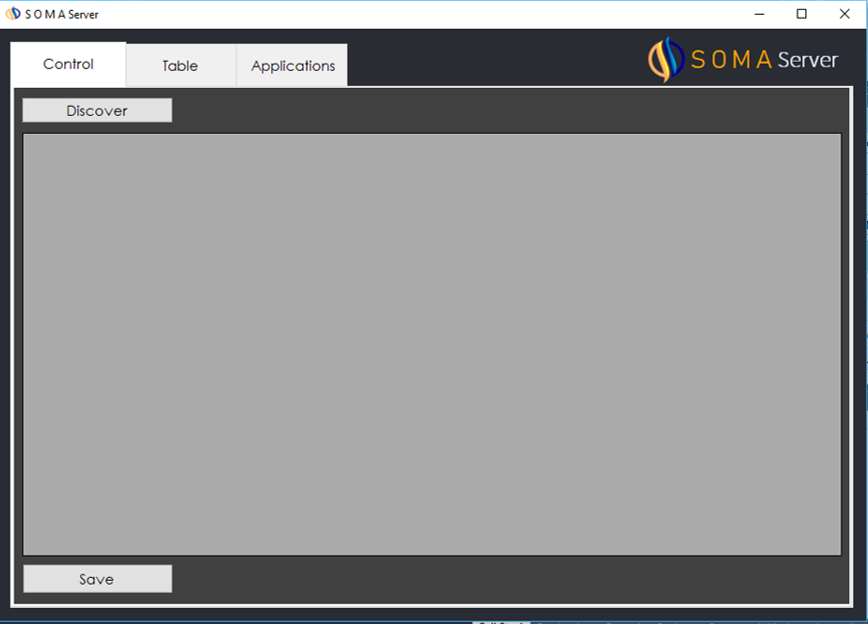 S O M A Server
Control
Table
Applications
S O M A Server
Discover
Save